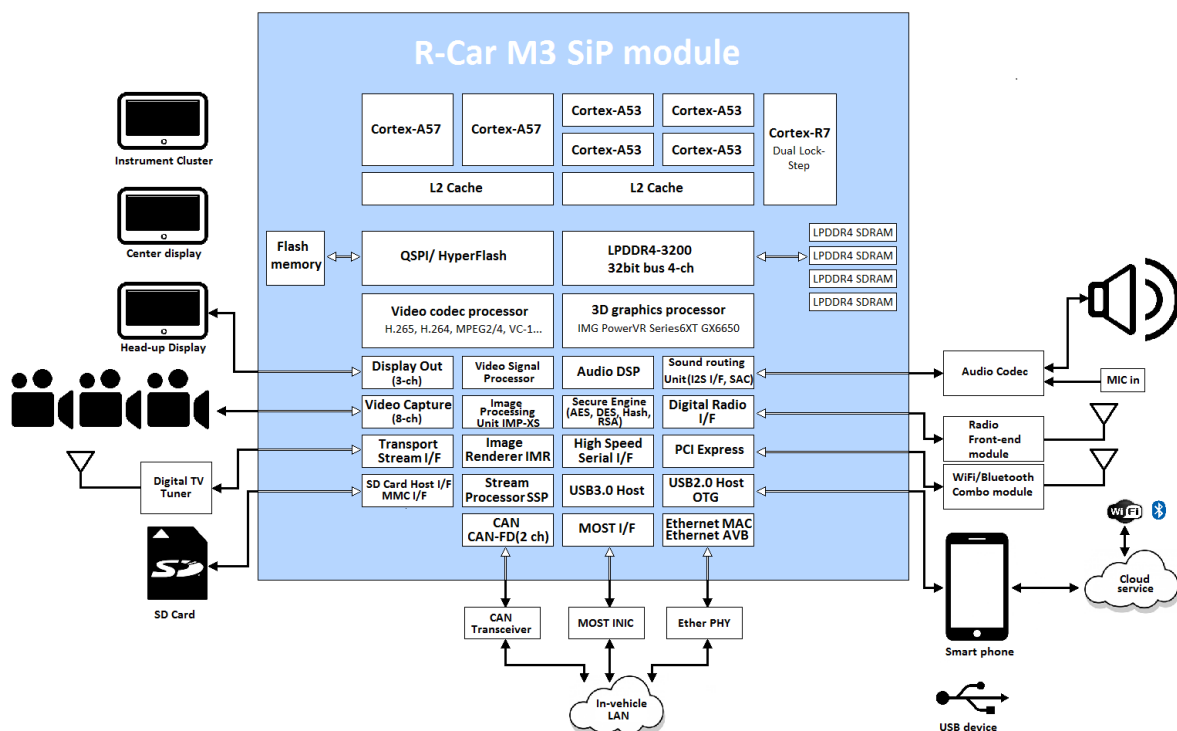 R-Car M3 SiP module
Cortex-A57
Cortex-A57
Cortex-A53
Cortex-A53
Cortex-A53
Cortex-A53
Cortex-R7
Dual Lock-
Step
L2 Cache
L2 Cache
Instrument Cluster
Center display
Head-up Display
Flash
memory
QSPI/ HyperFlash
LPDDR4-3200
32bit bus 4-ch
LPDDR4 SDRAM
LPDDR4 SDRAM
LPDDR4 SDRAM
LPDDR4 SDRAM
Video codec processor
H.265, H.264, MPEG2/4, VC-1...
3D graphics processor
IMG PowerVR Series6XT GX6650
Display Out
(3-ch)
Video Signal
Processor
Audio DSP
Sound routing
Unit(I2S I/F, SAC)
Audio Codec
MIC in
Video Capture
(8-ch)
Image
Processing
Unit IMP-XS
Secure Engine
(AES, DES, Hash,
RSA)
Digital Radio
I/F
Radio
Front-end
module
Transport
Stream I/F
Image
Renderer IMR
High Speed
Serial I/F
PCI Express
WiFi/Bluetooth
Combo module
Digital TV
Tuner
SD Card Host I/F
MMC I/F
Stream
Processor SSP
USB3.0 Host
USB2.0 Host
OTG
CAN
CAN-FD(2 ch)
MOST I/F
Ethernet MAC
Ethernet AVB
SD
SD Card
Wi Fi
Cloud
service
CAN
Transceiver
MOST INIC
Ether PHY
Smart phone
In-vehicle
LAN
USB device